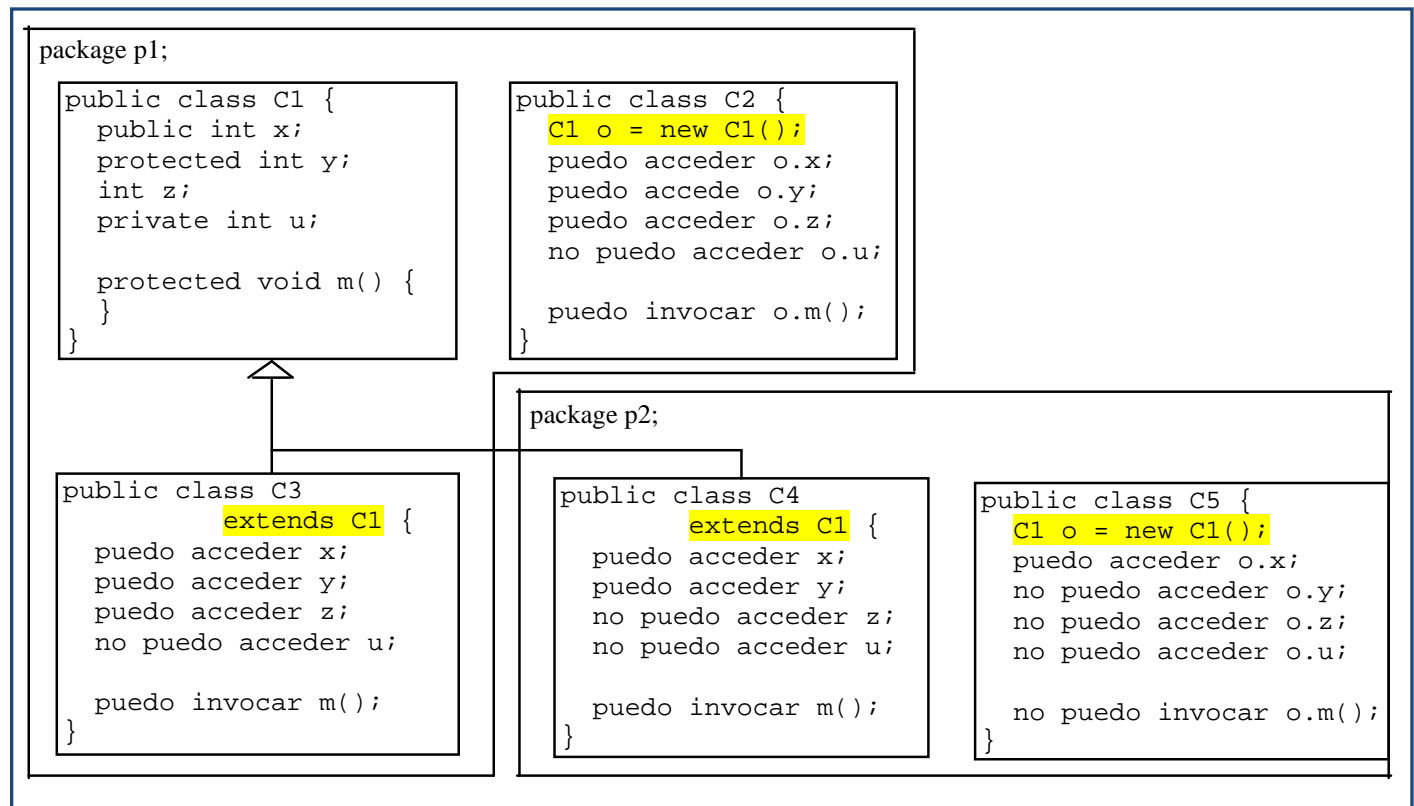 package p1;
public class C1 {
public int x;
protected int y;
int z;
private int u;
protected void m() {
}
}
public class C2 {
C1 o = new C1();
puedo acceder o.x;
puedo accede o.y;
puedo acceder o.z;
no puedo acceder o.u;
puedo invocar o.m();
}
public class C3
extends C1 {
puedo acceder x;
puedo acceder y;
puedo acceder z;
no puedo acceder u;
puedo invocar m();
}
package p2;
public class C4
extends C1 {
puedo acceder x;
puedo acceder y;
no puedo acceder z;
no puedo acceder u;
puedo invocar m();
}
public class C5 {
C1 o = new C1();
puedo acceder o.x;
no puedo acceder o.y;
no puedo acceder o.z;
no puedo acceder o.u;
no puedo invocar o.m();
}